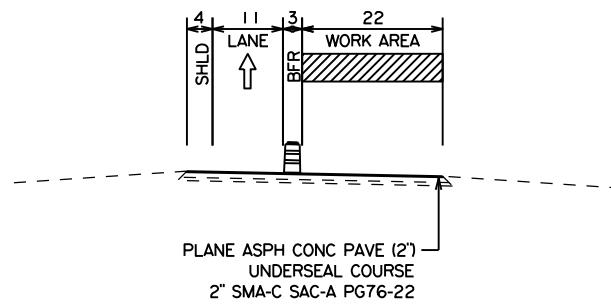 4 11 3 22
SHLD LANE BFR WORK AREA
PLANE ASPH CONC PAVE (2")
UNDERSEAL COURSE
2" SMA-C SAC-A PG76-22